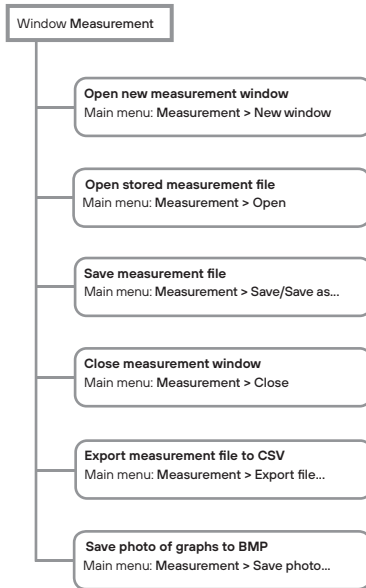 Window Measurement
Open new measurement window
Main menu: Measurement > New window
Open stored measurement file
Main menu: Measurement > Open
Save measurement file
Main menu: Measurement > Save/Save as...
Close measurement window
Main menu: Measurement > Close
Export measurement file to CSV
Main menu: Measurement > Export file...
Save photo of graphs to BMP
Main menu: Measurement > Save photo...